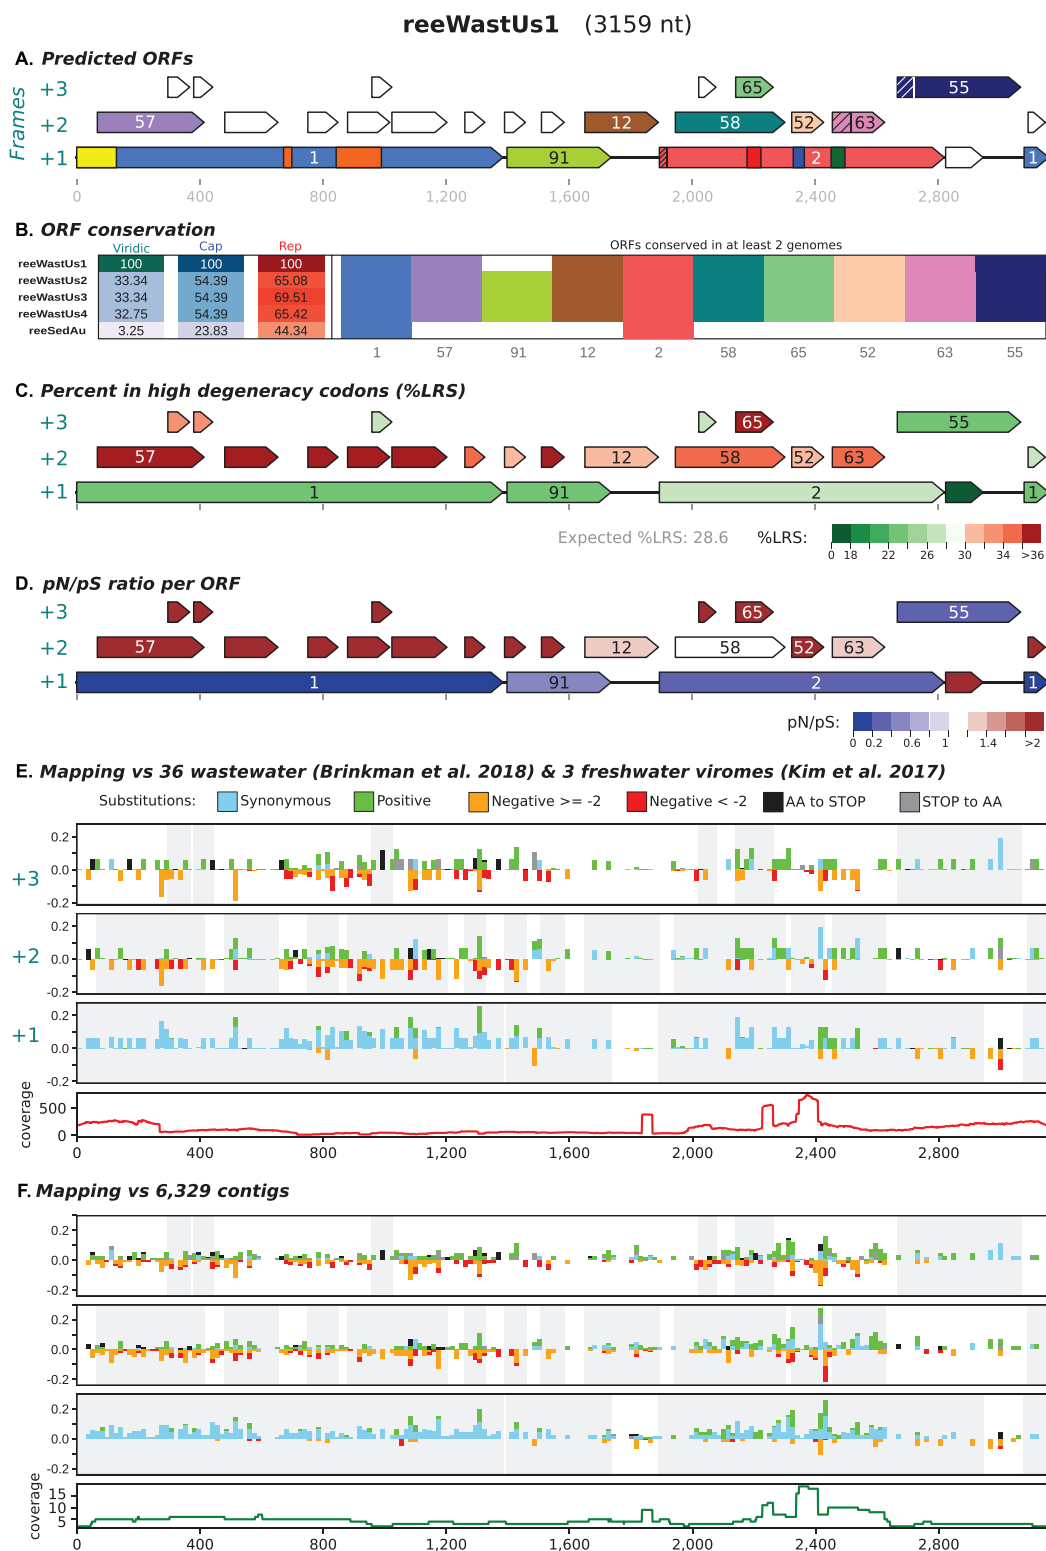 reeWastUs1 (3159 nt)
A. Predicted ORFs
Frames
+3 65 55
+2 57 12 58 52 63
+1 1 91 2 1
0 400 800 1,200 1,600 2,000 2,400 2,800
B. ORF conservation
Viridic Cap Rep ORFs conserved in at least 2 genomes
reeWastUs1 100 100 100
reeWastUs2 33.34 54.39 65.08
reeWastUs3 33.34 54.39 69.51
reeWastUs4 32.75 54.39 65.42
reeSedAu 3.25 23.83 44.34
1 57 91 12 2 58 65 52 63 55
C. Percent in high degeneracy codons (%LRS)
+3 65 55
+2 57 12 58 52 63
+1 1 91 2 1
Expected %LRS: 28.6 %LRS:
0 18 22 26 30 34 >36
D. pN/pS ratio per ORF
+3 65 55
+2 57 12 58 52 63
+1 1 91 2 1
pN/pS:
0 0.2 0.6 1 1.4 >2
E. Mapping vs 36 wastewater (Brinkman et al. 2018) & 3 freshwater viromes (Kim et al. 2017)
Substitutions: Synonymous Positive Negative >= -2 Negative < -2 AA to STOP STOP to AA
+3
0.2
0.0
-0.2
+2
0.2
0.0
-0.2
+1
0.2
0.0
-0.2
coverage
500
0
0 400 800 1,200 1,600 2,000 2,400 2,800
F. Mapping vs 6,329 contigs
0.2
0.0
-0.2
0.2
0.0
-0.2
0.2
0.0
-0.2
coverage
15
10
5
0 400 800 1,200 1,600 2,000 2,400 2,800